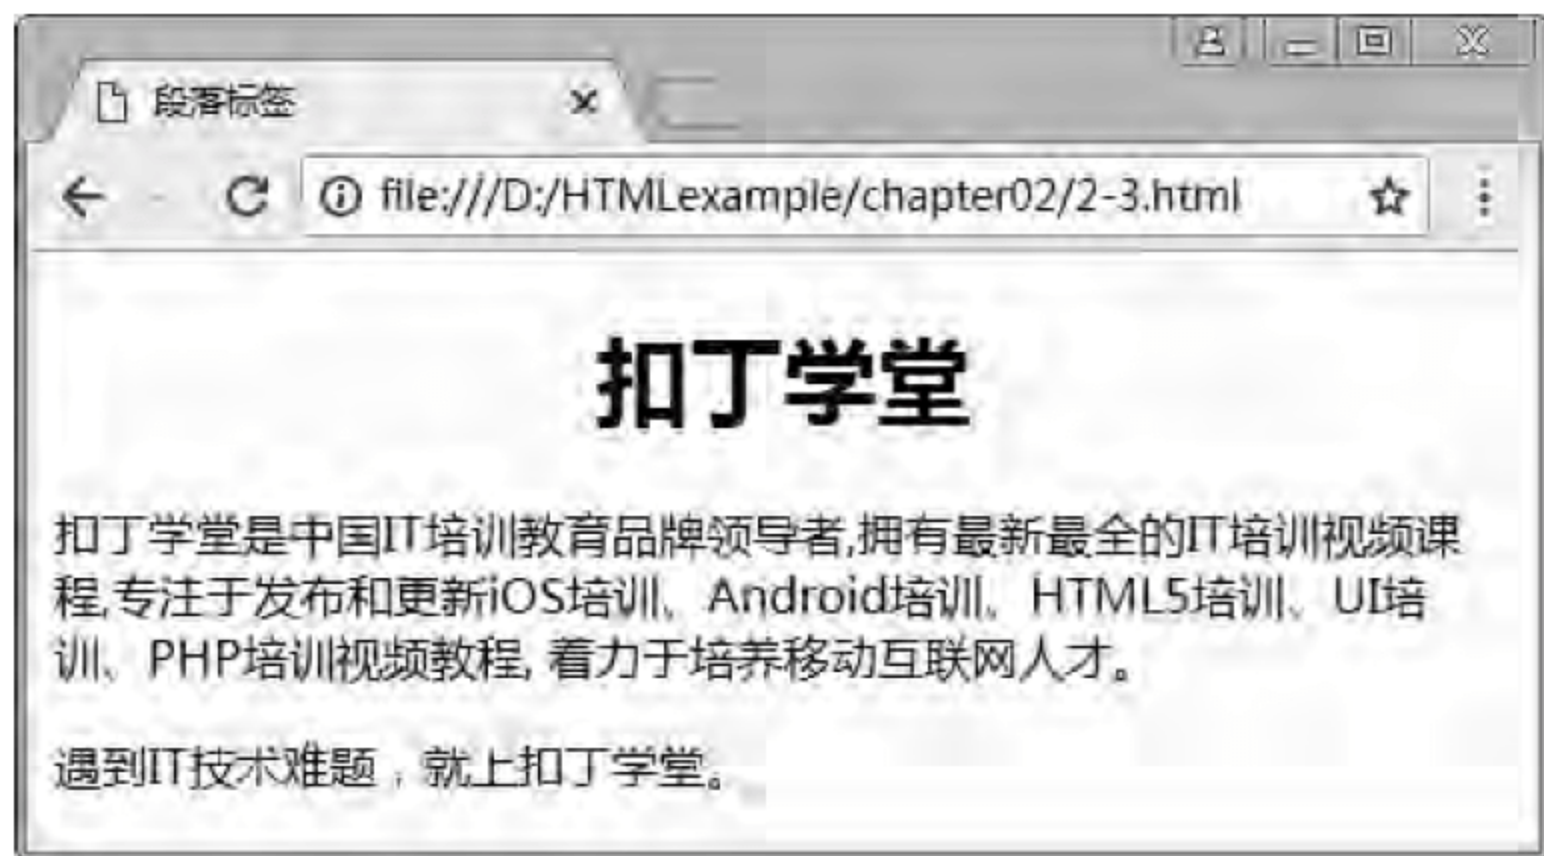 段落标签
file:///D:/HTMLexample/chapter02/2-3.html
扣丁学堂
扣丁学堂是中国IT培训教育品牌领导者,拥有最新最全的IT培训视频课
程,专注于发布和更新iOS培训、Android培训、HTML5培训、UI培
训、PHP培训视频教程, 着力于培养移动互联网人才。
遇到IT技术难题，就上扣丁学堂。